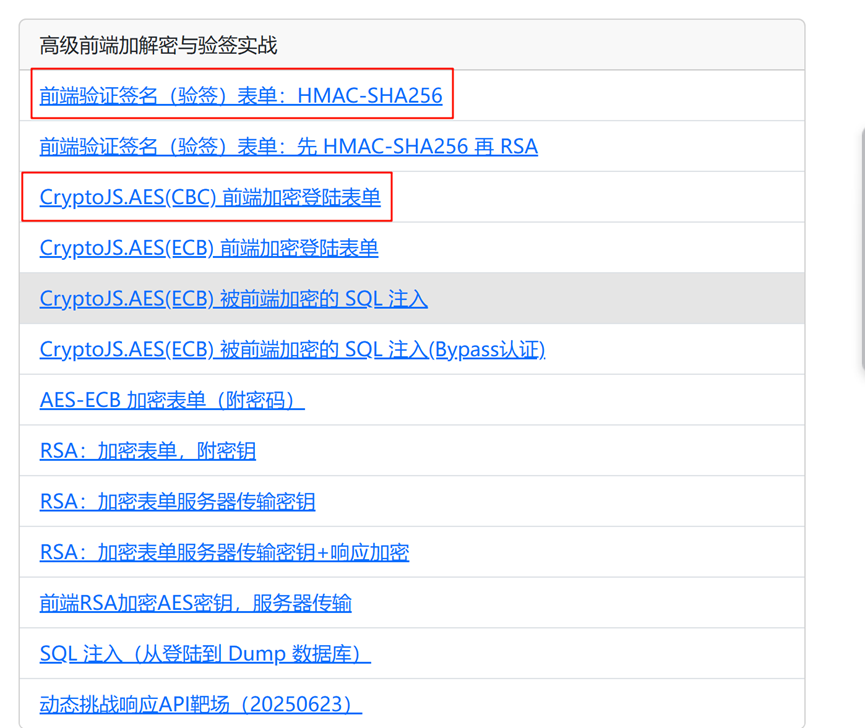 高级前端加解密与验签实战
前端验证签名（验签）表单：HMAC-SHA256
前端验证签名（验签）表单：先 HMAC-SHA256 再 RSA
CryptoJS.AES(CBC) 前端加密登陆表单
CryptoJS.AES(ECB) 前端加密登陆表单
CryptoJS.AES(ECB) 被前端加密的 SQL 注入
CryptoJS.AES(ECB) 被前端加密的 SQL 注入(Bypass认证)
AES-ECB 加密表单（附密码）
RSA：加密表单，附密钥
RSA：加密表单服务器传输密钥
RSA：加密表单服务器传输密钥+响应加密
前端RSA加密AES密钥，服务器传输
SQL 注入（从登陆到 Dump 数据库）
动态挑战响应API靶场（20250623）